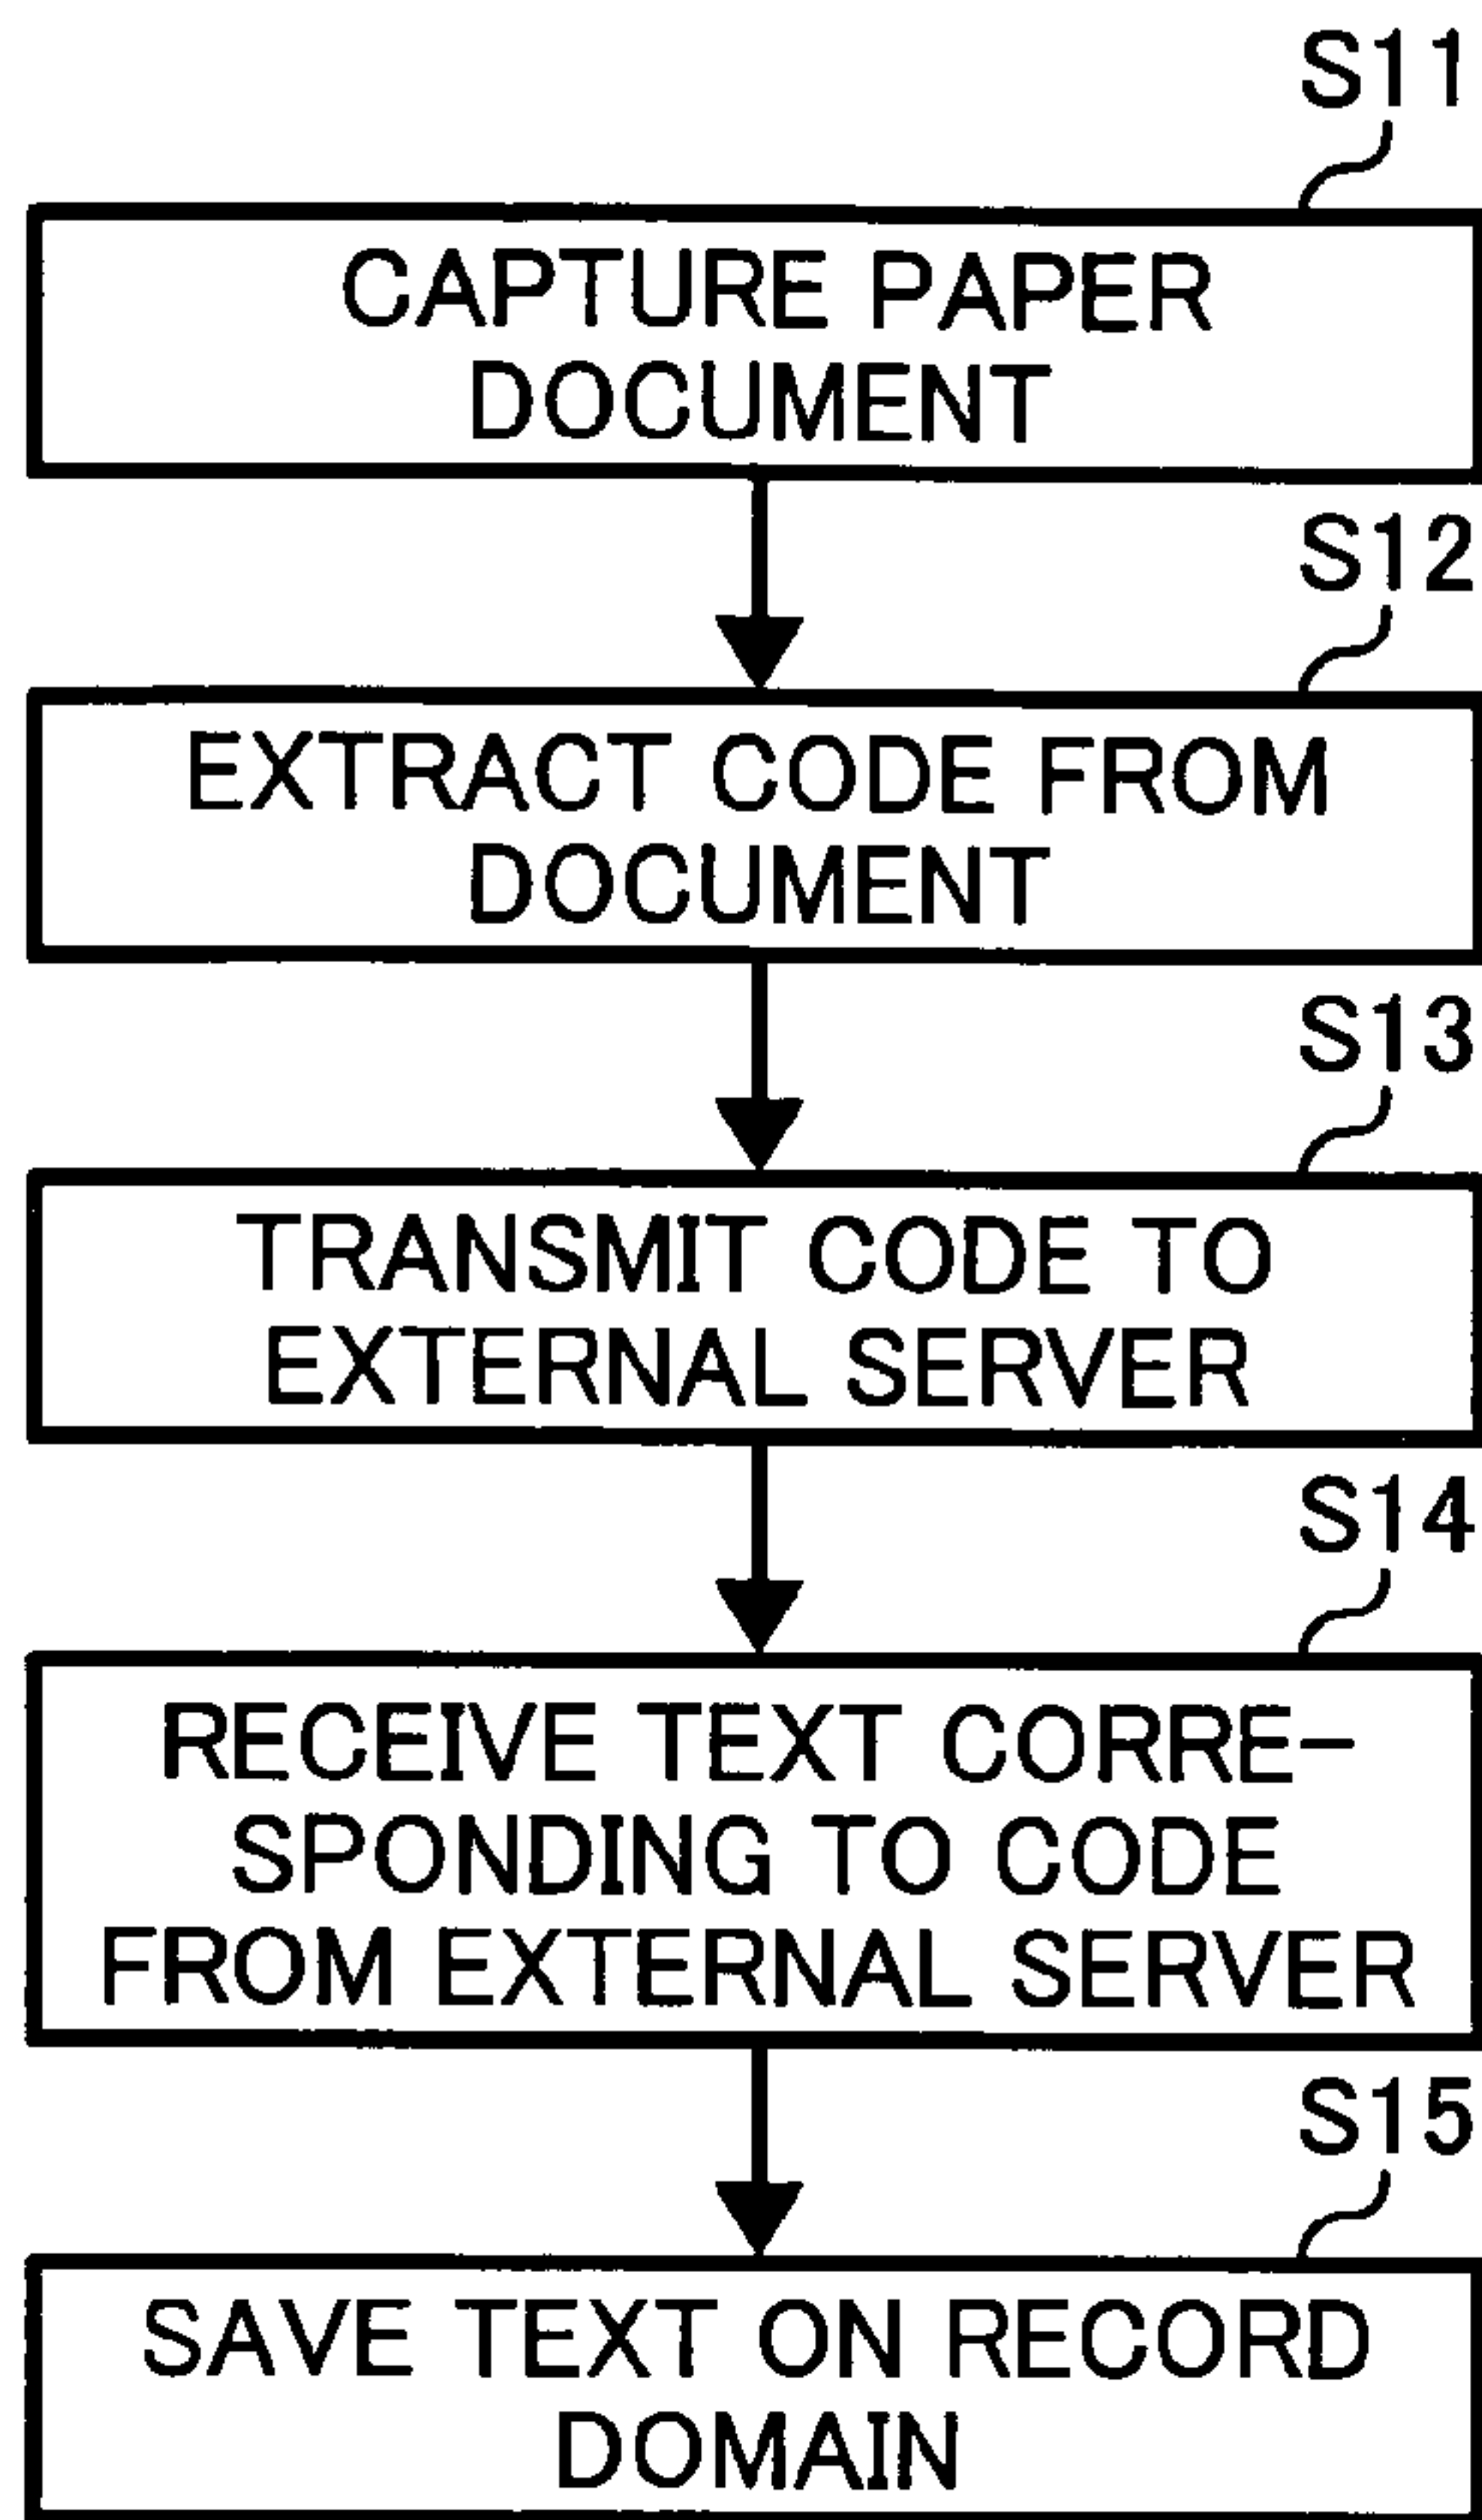 S11
CAPTURE PAPER
DOCUMENT
S12
EXTRACT CODE FROM
DOCUMENT
S13
TRANSMIT CODE TO
EXTERNAL SERVER
S14
RECEIVE TEXT CORRE-
SPONDING TO CODE
FROM EXTERNAL SERVER
S15
SAVE TEXT ON RECORD
DOMAIN